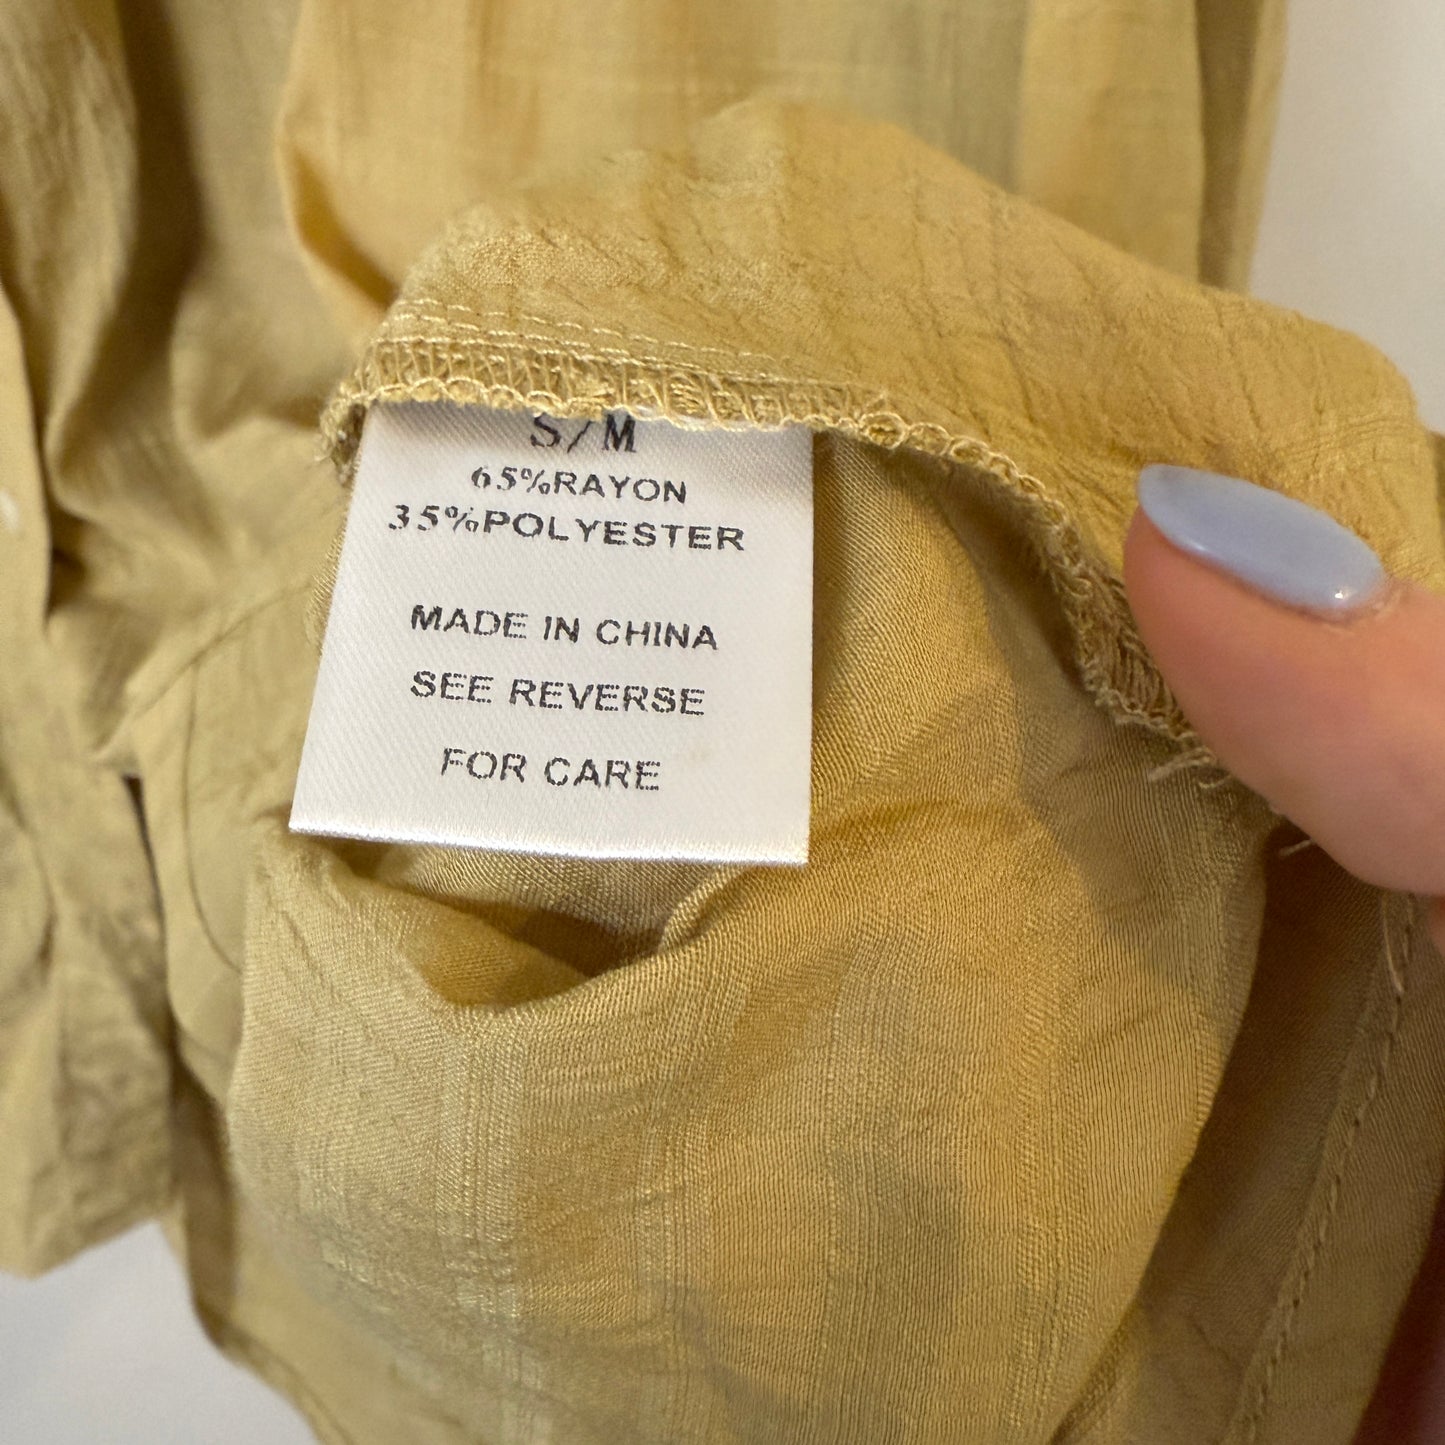 S/M
65%RAYON
35%POLYESTER
MADE IN CHINA
SEE REVERSE
FOR CARE